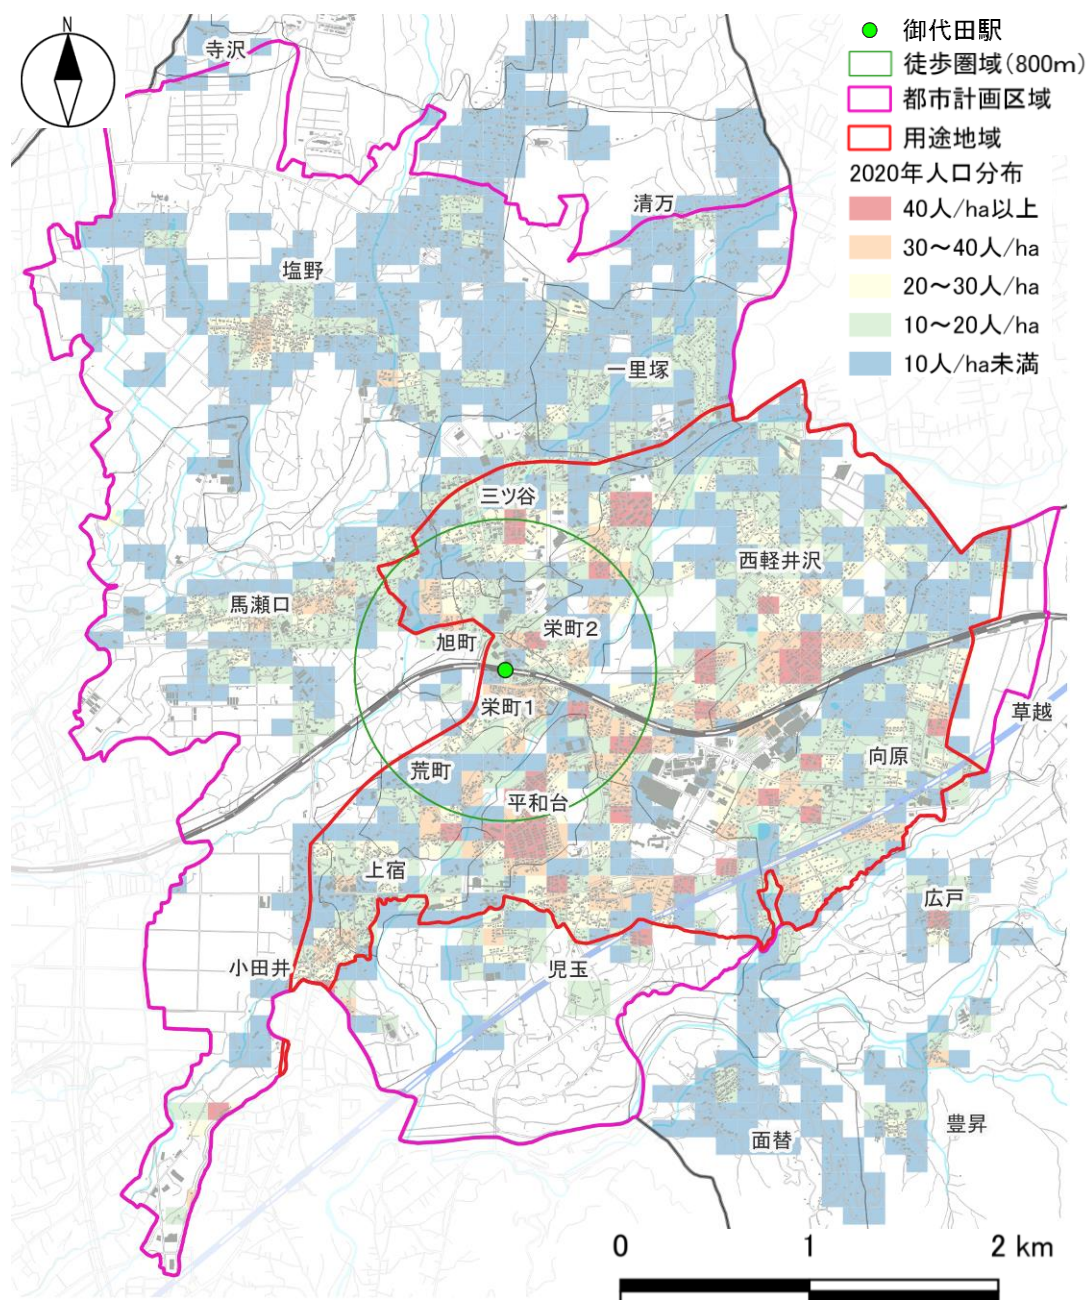 N
御代田駅
徒歩圏域(800m)
都市計画区域
用途地域
2020年人口分布
40人/ha以上
30～40人/ha
20～30人/ha
10～20人/ha
10人/ha未満
寺沢
清万
塩野
一里塚
三ツ谷
西軽井沢
馬瀬口
栄町2
旭町
栄町1
草越
向原
荒町
平和台
上宿
広戸
小田井
児玉
豊昇
面替
0 1 2 km